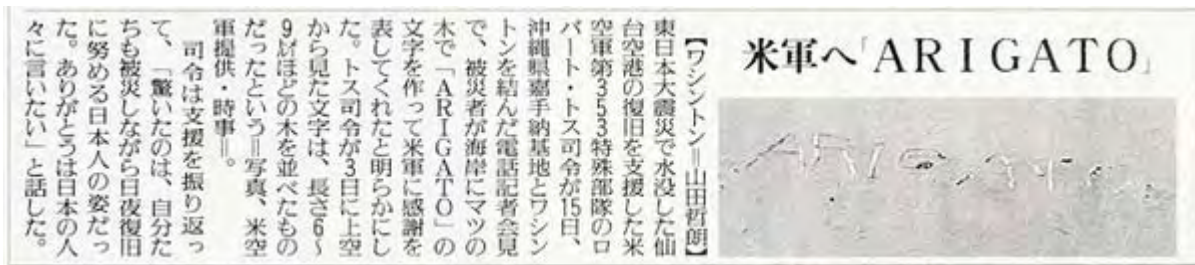 米軍へ「ARIGATO」
ARIGATO
【ワシントン＝山田哲朗】
東日本大震災で水没した仙
台空港の復旧を支援した米
空軍第353特殊部隊のロ
バート・トス司令が15日、
沖縄県嘉手納基地とワシン
トンを結んだ電話記者会見
で、被災者が海岸にマツの
木で「ARIGATO」の
文字を作って米軍に感謝を
表してくれたと明らかにし
た。トス司令が3日に上空
から見た文字は、長さ6～
9㍍ほどの木を並べたもの
だったという＝写真、米空
軍提供・時事＝。
司令は支援を振り返っ
て、「驚いたのは、自分た
ちも被災しながら日夜復旧
に努める日本人の姿だっ
た。ありがとうは日本の人
々に言いたい」と話した。